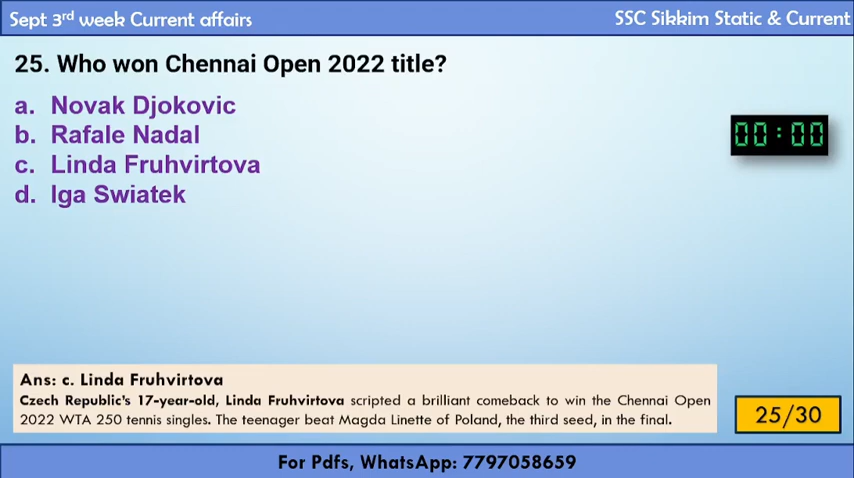 Sept 3rd week Current affairs
SSC Sikkim Static & Current
25. Who won Chennai Open 2022 title?
a. Novak Djokovic
b. Rafale Nadal
c. Linda Fruhvirtova
d. Iga Swiatek
00:00
Ans: c. Linda Fruhvirtova
Czech Republic's 17-year-old, Linda Fruhvirtova scripted a brilliant comeback to win the Chennai Open
2022 WTA 250 tennis singles. The teenager beat Magda Linette of Poland, the third seed, in the final.
25/30
For Pdfs, WhatsApp: 7797058659